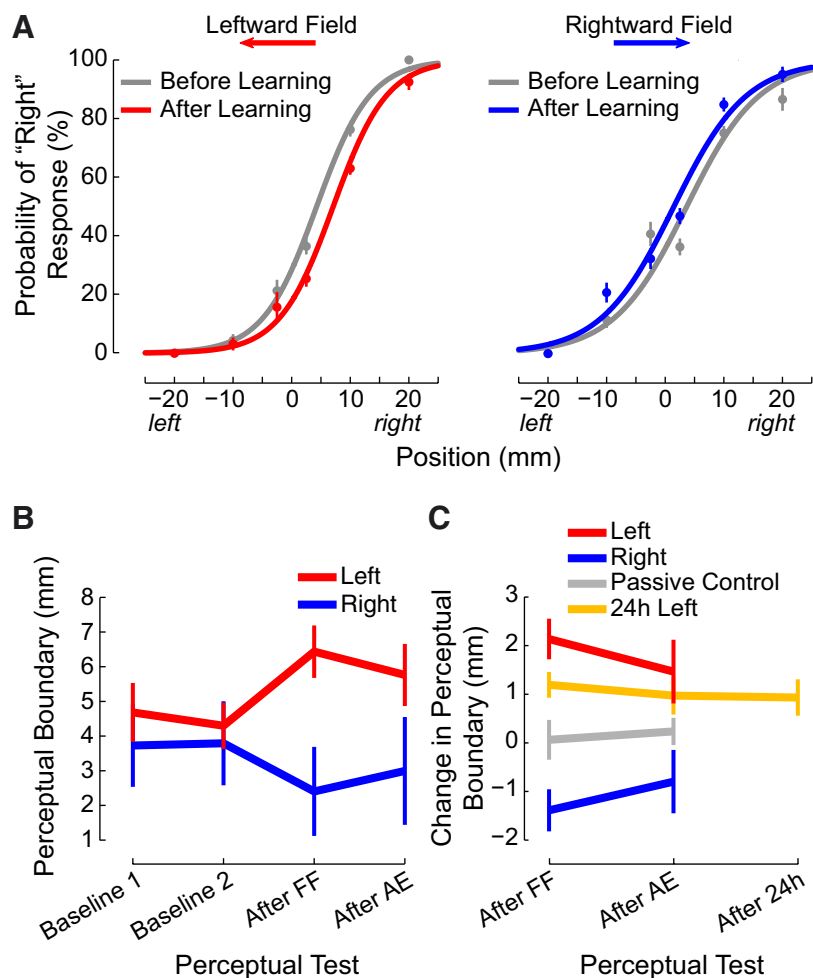 A
Leftward Field
Rightward Field
Before Learning
After Learning
Before Learning
After Learning
Probability of “Right”
Response (%)
100
80
60
40
20
0
−20 −10 0 10 20
left right
−20 −10 0 10 20
left right
Position (mm)
B
Left
Right
Perceptual Boundary (mm)
8
7
6
5
4
3
2
1
Baseline 1
Baseline 2
After FF
After AE
Perceptual Test
C
Left
Right
Passive Control
24h Left
Change in Perceptual
Boundary (mm)
3
2
1
0
−1
−2
After FF
After AE
After 24h
Perceptual Test